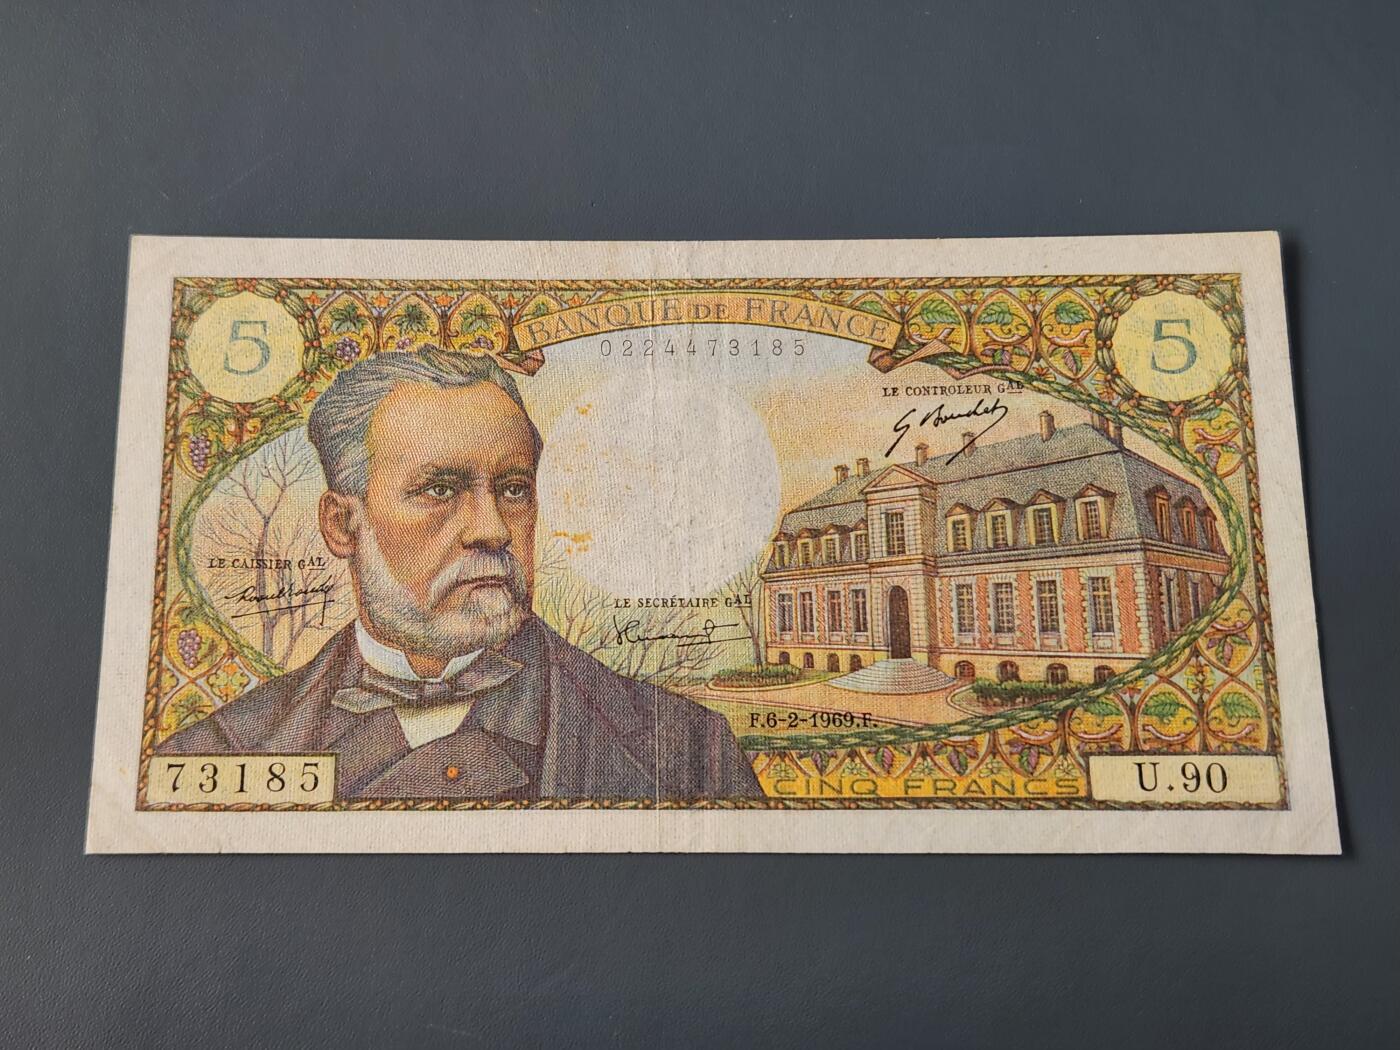 BANQUE DE FRANCE
5
5
0224473185
LE CONTROLEUR GAL
G Bouchet
LE CAISSIER GAL
LE SECRÉTAIRE GAL
F.6-2-1969.F.
73185
CINQ FRANCS
U.90